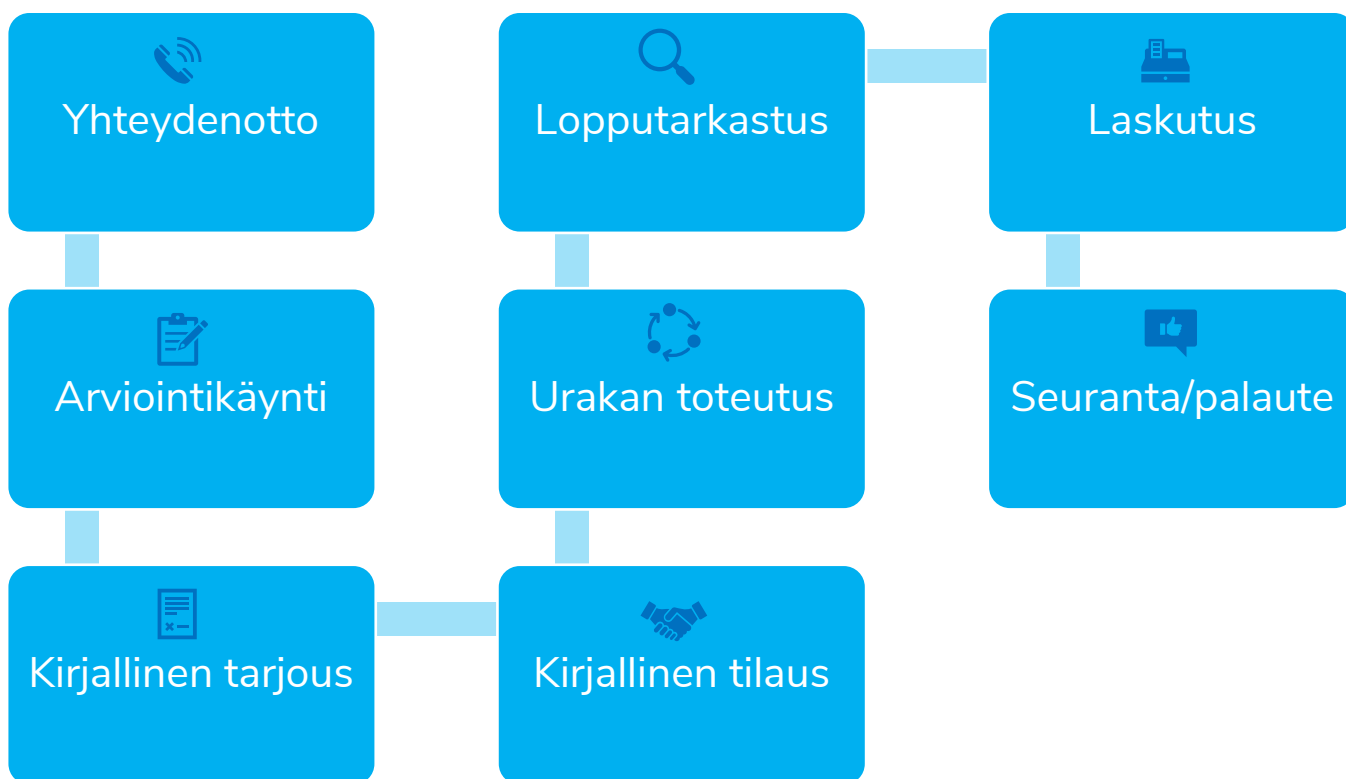 Yhteydenotto
Arviointikäynti
Kirjallinen tarjous
Kirjallinen tilaus
Urakan toteutus
Lopputarkastus
Laskutus
Seuranta/palaute